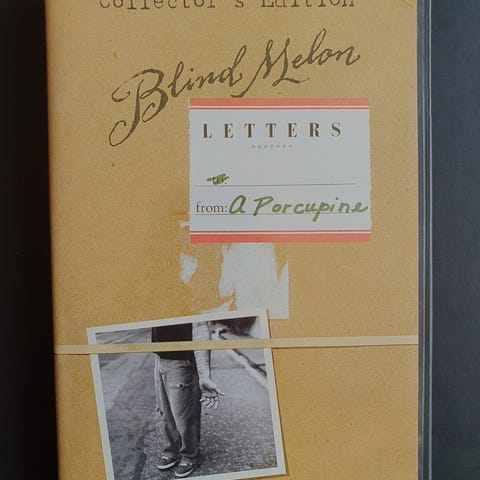 Collector's Edition
Blind Melon
LETTERS
to:
from: A Porcupine